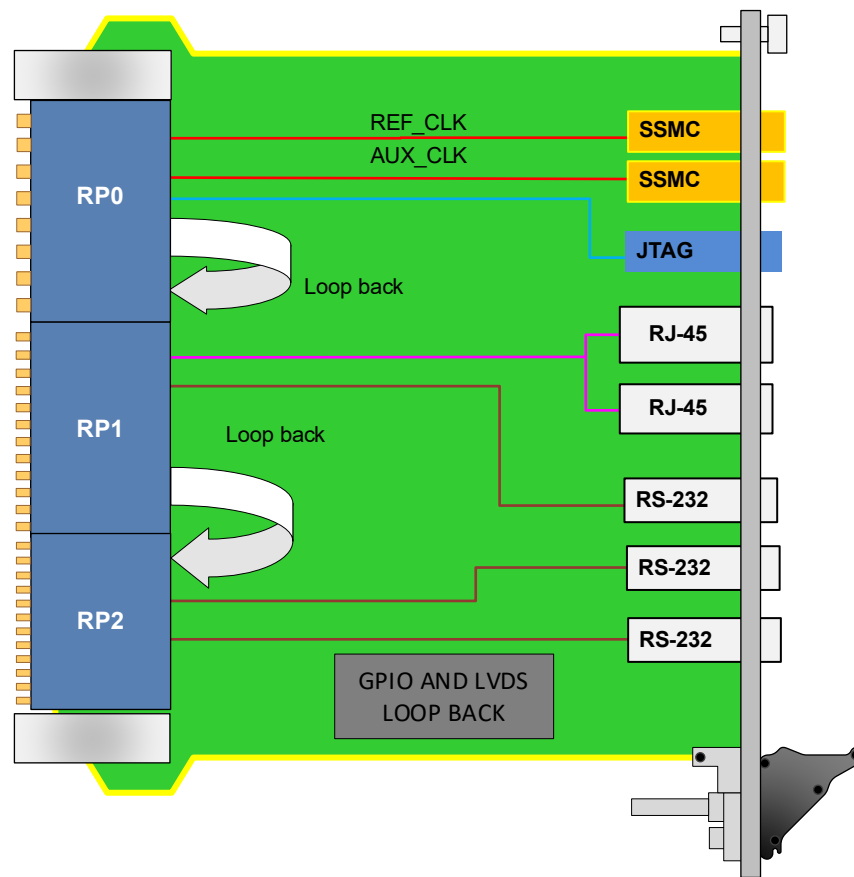 REF_CLK
SSMC
AUX_CLK
SSMC
RP0
JTAG
Loop back
RJ-45
RJ-45
RP1
Loop back
RS-232
RS-232
RP2
RS-232
GPIO AND LVDS
LOOP BACK